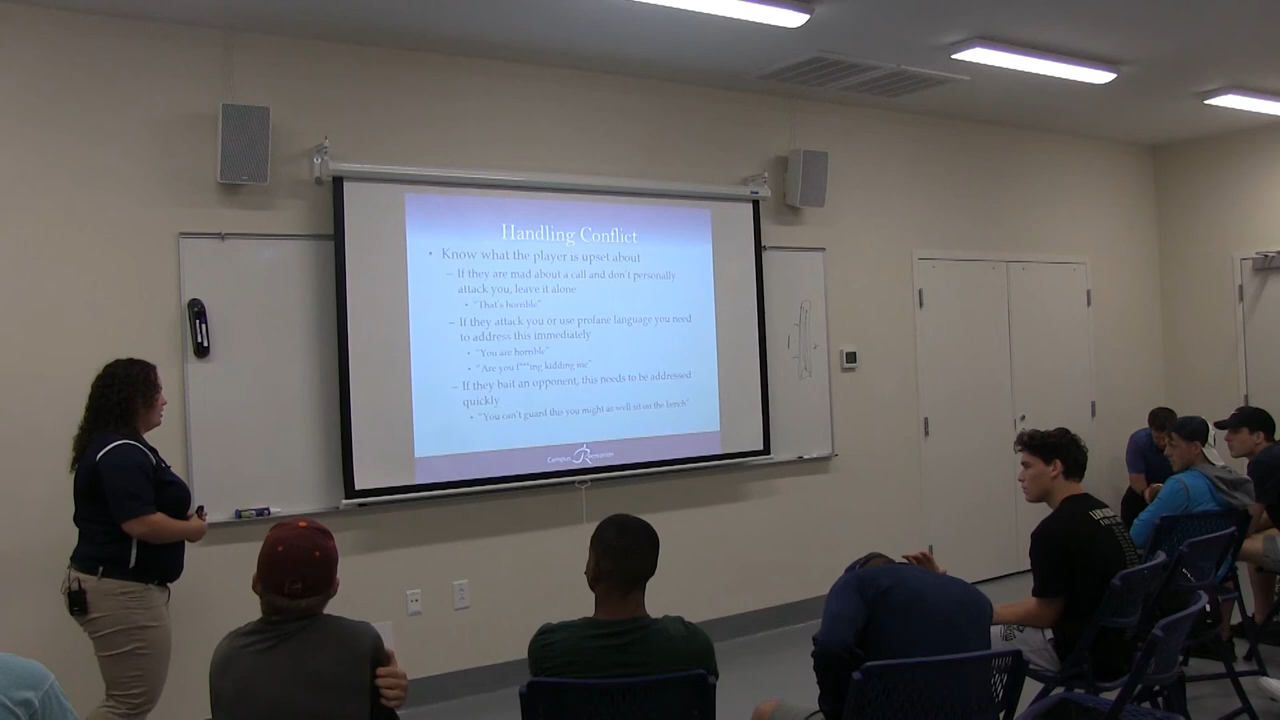 Handling Conflict
• Know what the player is upset about
– If they are mad about a call and don't personally
attack you, leave it alone
• "That's horrible"
– If they attack you or use profane language you need
to address this immediately
• "You are horrible"
• "Are you f***ing kidding me"
– If they bait an opponent, this needs to be addressed
quickly
• "You can't guard this you might as well sit on the bench"
Campus Recreation